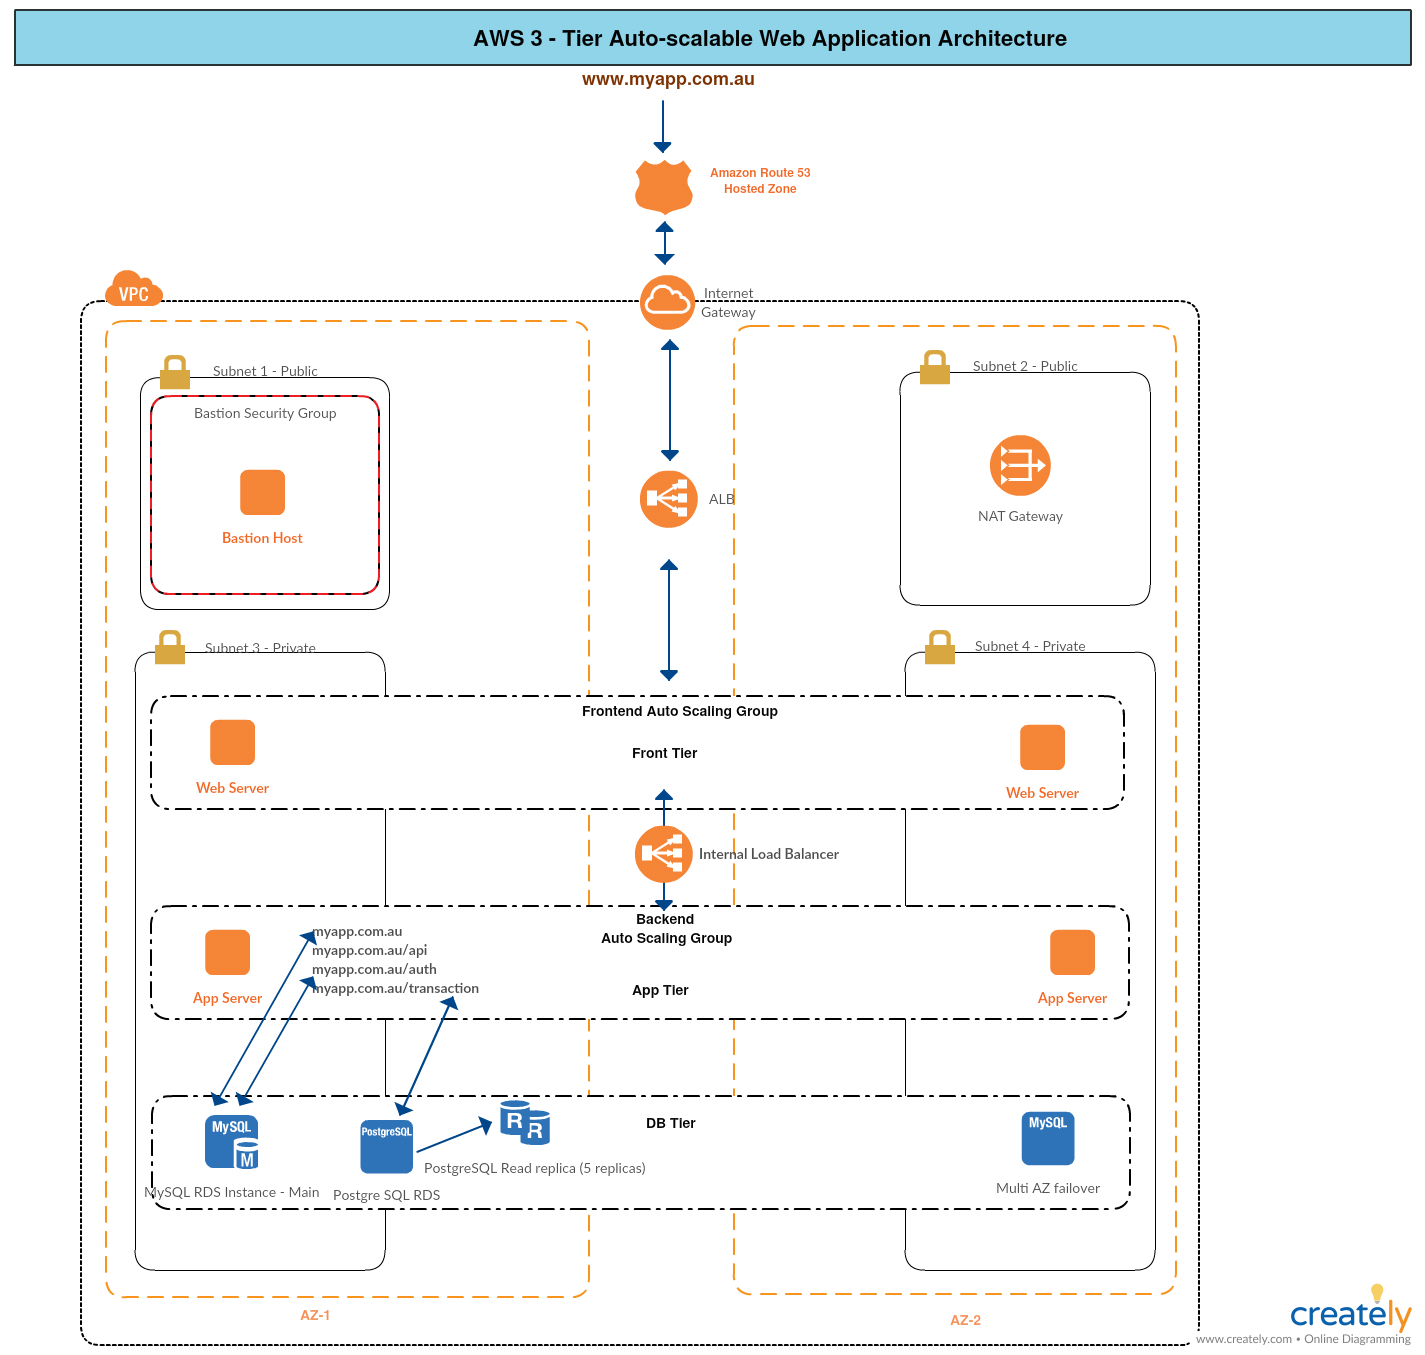 AWS 3 - Tier Auto-scalable Web Application Architecture
www.myapp.com.au
Amazon Route 53
Hosted Zone
VPC
Internet
Gateway
Subnet 1 - Public
Subnet 2 - Public
Bastion Security Group
Bastion Host
ALB
NAT Gateway
Subnet 3 - Private
Subnet 4 - Private
Frontend Auto Scaling Group
Front Tier
Web Server
Web Server
Internal Load Balancer
Backend
Auto Scaling Group
myapp.com.au
myapp.com.au/api
myapp.com.au/auth
myapp.com.au/transaction
App Server
App Tier
App Server
DB Tier
MySQL
M
PostgreSQL
R
R
MySQL
PostgreSQL Read replica (5 replicas)
MySQL RDS Instance - Main
Postgre SQL RDS
Multi AZ failover
AZ-1
AZ-2
creately
www.creately.com • Online Diagramming